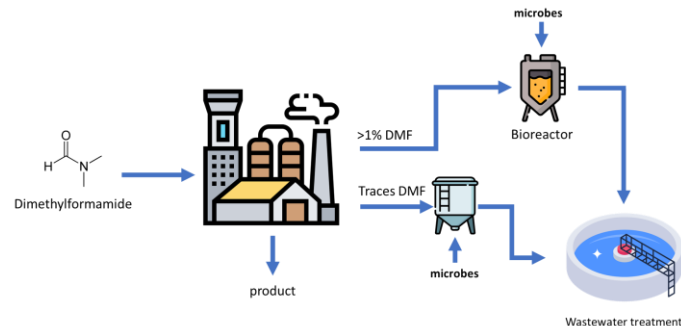 microbes
>1% DMF
Bioreactor
O
H
N
Dimethylformamide
Traces DMF
microbes
product
Wastewater treatment